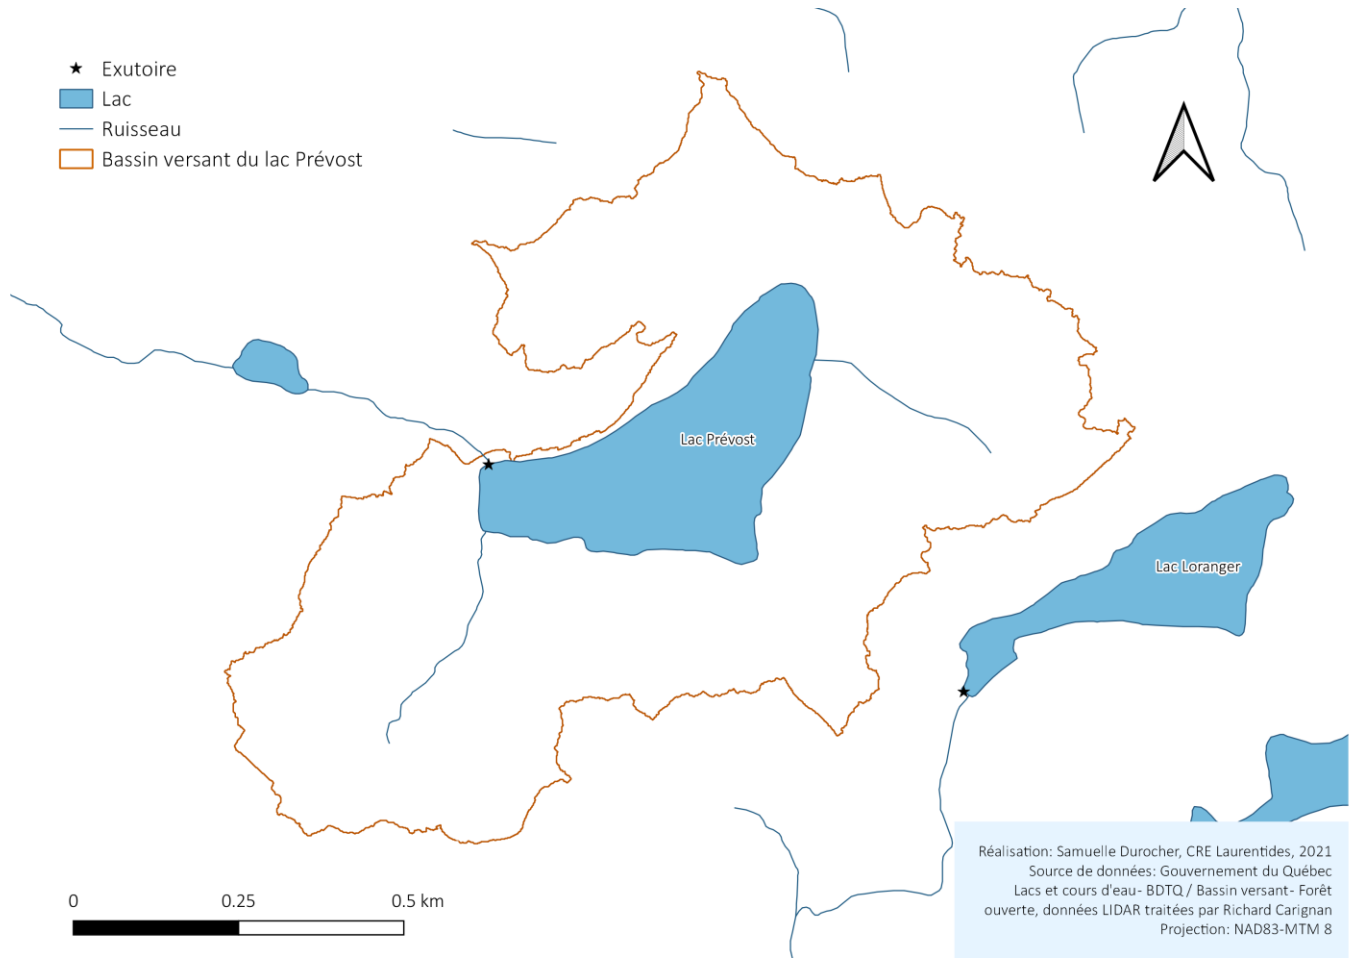 Exutoire
Lac
Ruisseau
Bassin versant du lac Prévost
Lac Prévost
Lac Loranger
Réalisation: Samuelle Durocher, CRE Laurentides, 2021
Source de données: Gouvernement du Québec
Lacs et cours d'eau- BDTQ / Bassin versant- Forêt
ouverte, données LIDAR traitées par Richard Carignan
Projection: NAD83-MTM 8
0 0.25 0.5 km